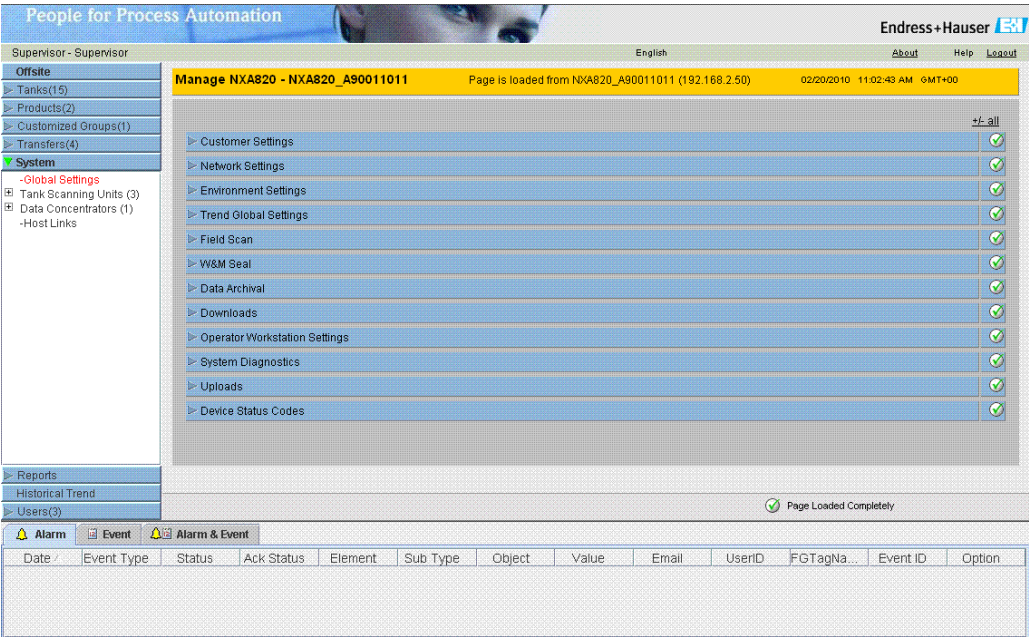 People for Process Automation
Endress+Hauser EH
Supervisor - Supervisor English About Help Logout
Offsite
Tanks(15)
Products(2)
Customized Groups(1)
Transfers(4)
System
-Global Settings
Tank Scanning Units (3)
Data Concentrators (1)
-Host Links
Reports
Historical Trend
Users(3)
Manage NXA820 - NXA820_A90011011 Page is loaded from NXA820_A90011011 (192.168.2.50) 02/20/2010 11:02:43 AM GMT+00
+/- all
Customer Settings
Network Settings
Environment Settings
Trend Global Settings
Field Scan
W&M Seal
Data Archival
Downloads
Operator Workstation Settings
System Diagnostics
Uploads
Device Status Codes
Page Loaded Completely
Alarm Event Alarm & Event
Date Event Type Status Ack Status Element Sub Type Object Value Email UserID FGTagNa... Event ID Option